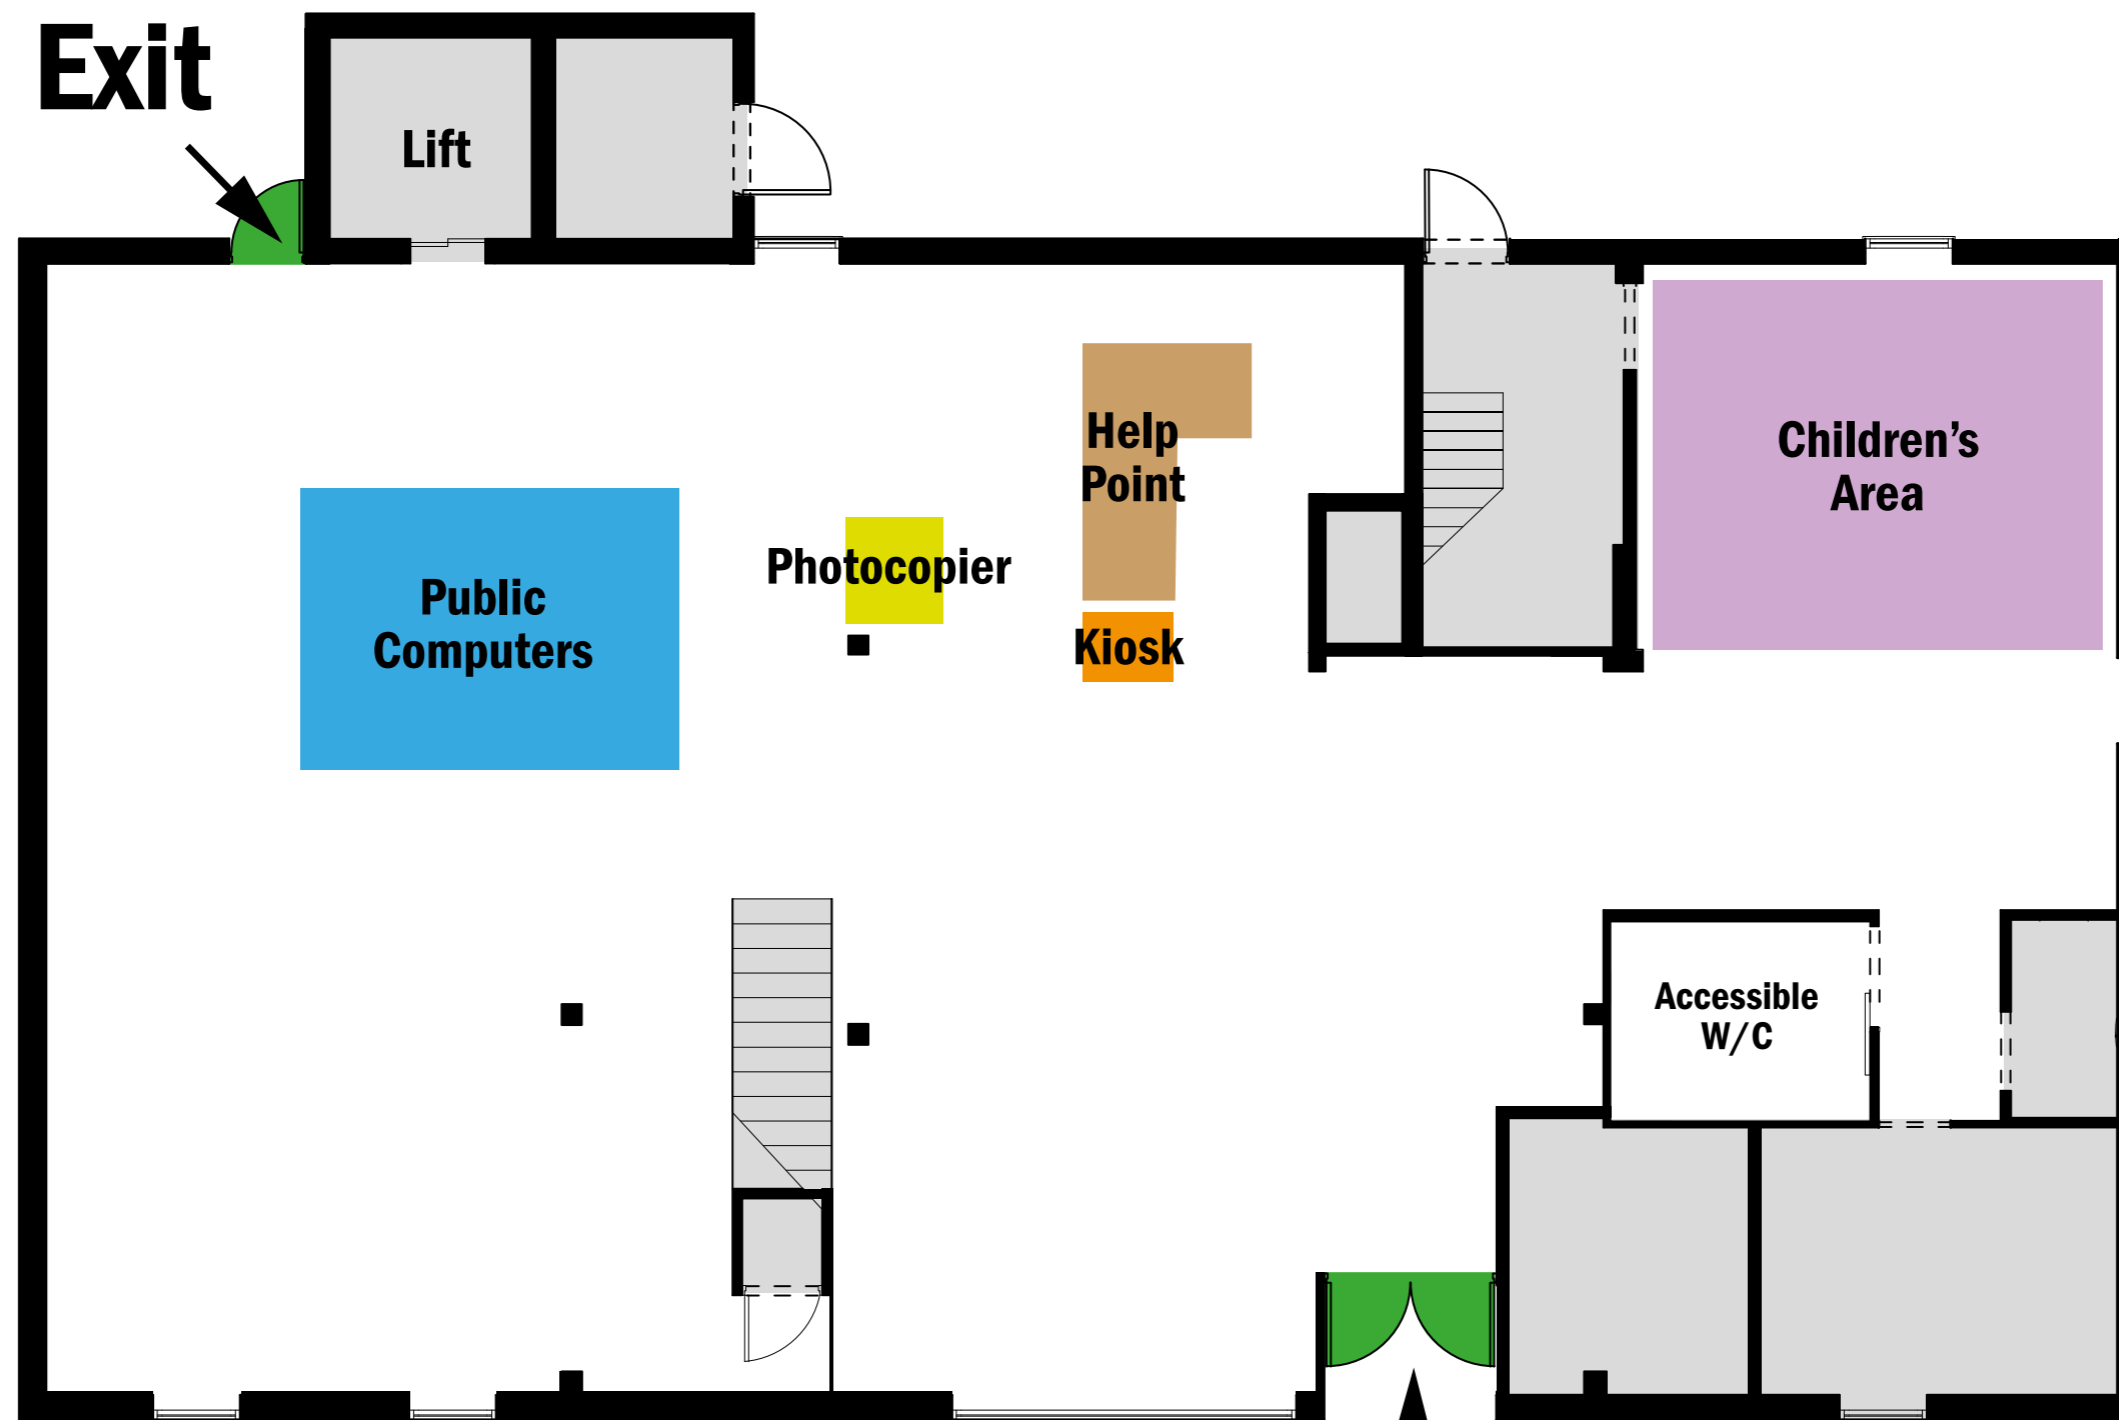 Exit
Lift
Help
Point
Children's
Area
Photocopier
Public
Computers
Kiosk
Accessible
W/C